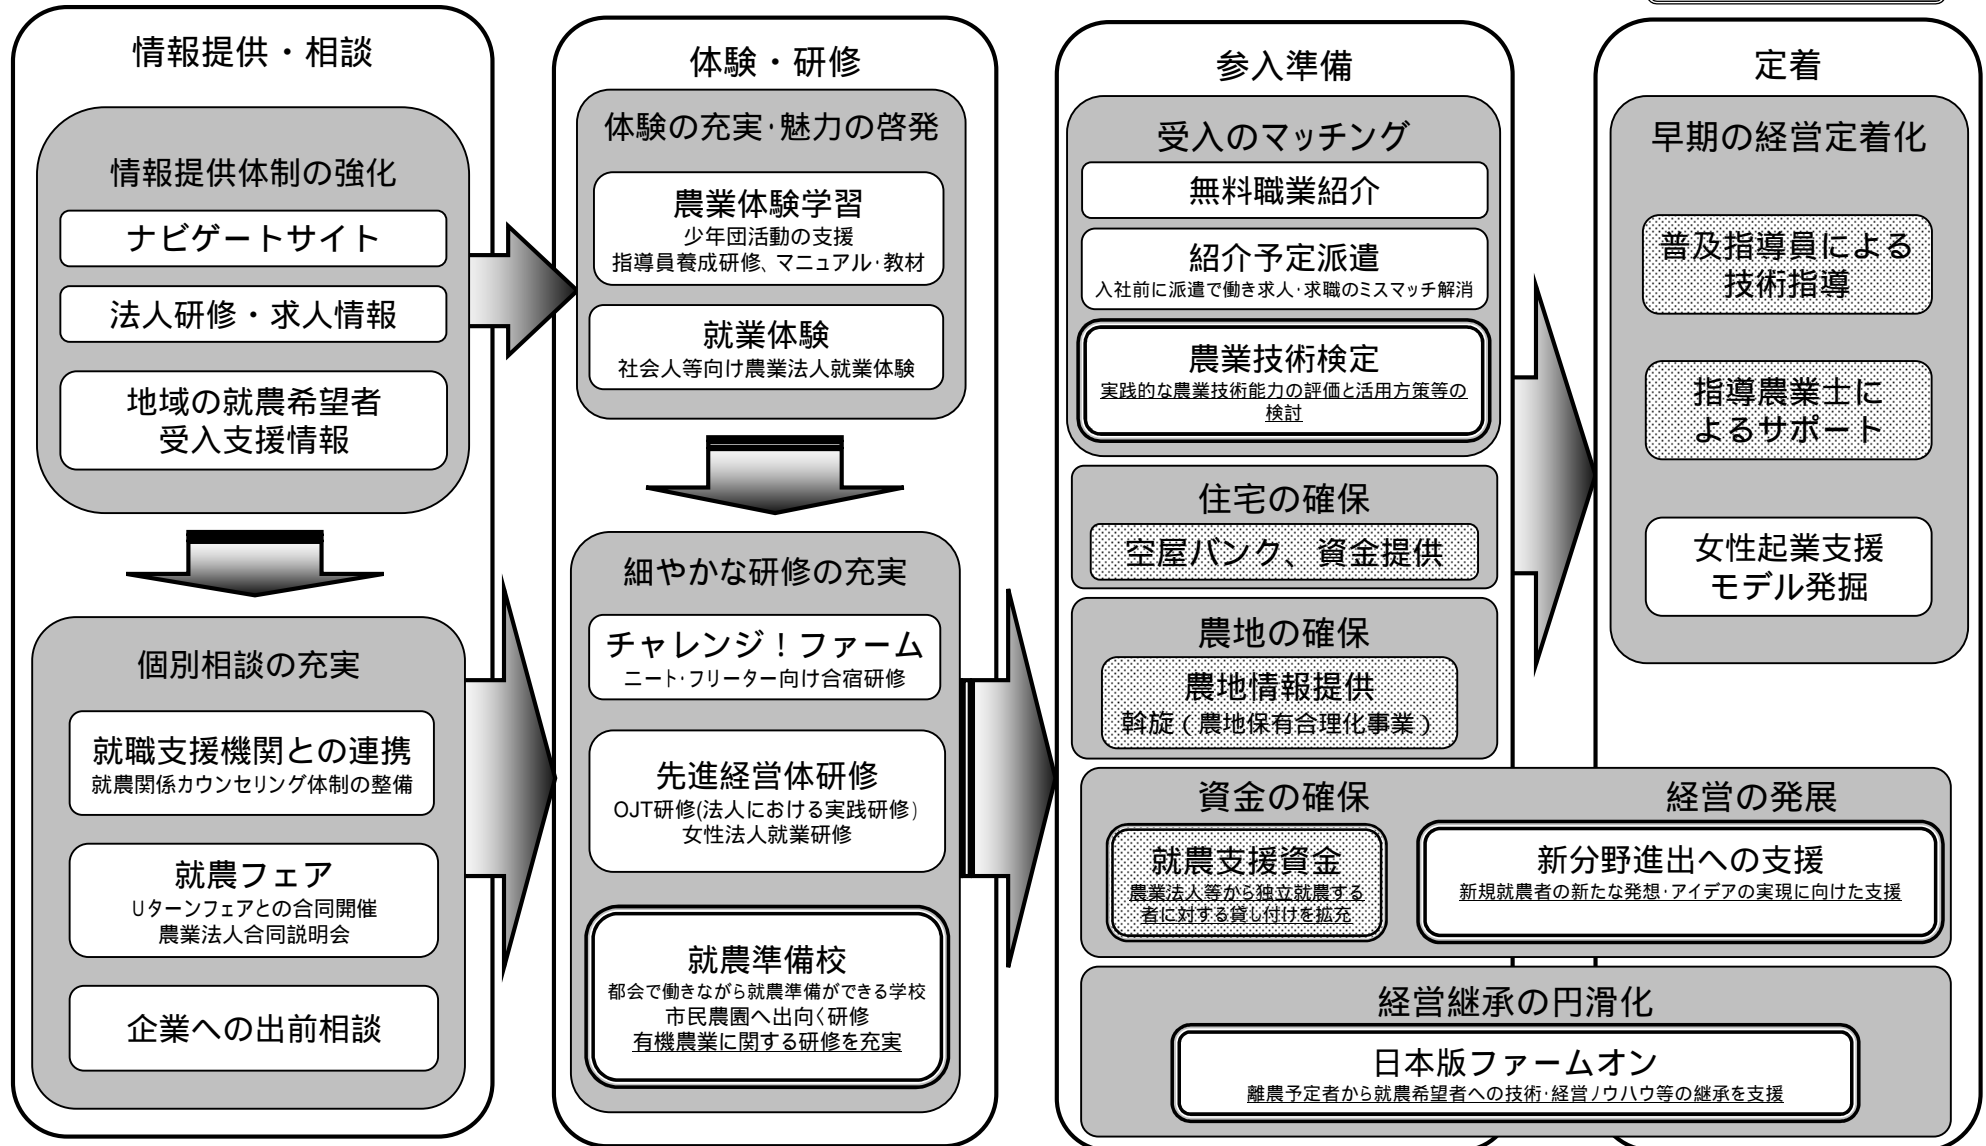 情報提供・相談
情報提供体制の強化
ナビゲートサイト
法人研修・求人情報
地域の就農希望者
受入支援情報
個別相談の充実
就職支援機関との連携
就農関係カウンセリング体制の整備
就農フェア
Uターンフェアとの合同開催
農業法人合同説明会
企業への出前相談
体験・研修
体験の充実・魅力の啓発
農業体験学習
少年団活動の支援
指導員養成研修、マニュアル・教材
就業体験
社会人等向け農業法人就業体験
細やかな研修の充実
チャレンジ！ファーム
ニート・フリーター向け合宿研修
先進経営体研修
OJT研修(法人における実践研修)
女性法人就業研修
就農準備校
都会で働きながら就農準備ができる学校
市民農園へ出向く研修
有機農業に関する研修を充実
参入準備
受入のマッチング
無料職業紹介
紹介予定派遣
入社前に派遣で働き求人・求職のミスマッチ解消
農業技術検定
実践的な農業技術能力の評価と活用方策等の
検討
住宅の確保
空屋バンク、資金提供
農地の確保
農地情報提供
斡旋（農地保有合理化事業）
資金の確保
就農支援資金
農業法人等から独立就農する
者に対する貸し付けを拡充
定着
早期の経営定着化
普及指導員による
技術指導
指導農業士に
よるサポート
女性起業支援
モデル発掘
経営の発展
新分野進出への支援
新規就農者の新たな発想・アイデアの実現に向けた支援
経営継承の円滑化
日本版ファームオン
離農予定者から就農希望者への技術・経営ノウハウ等の継承を支援